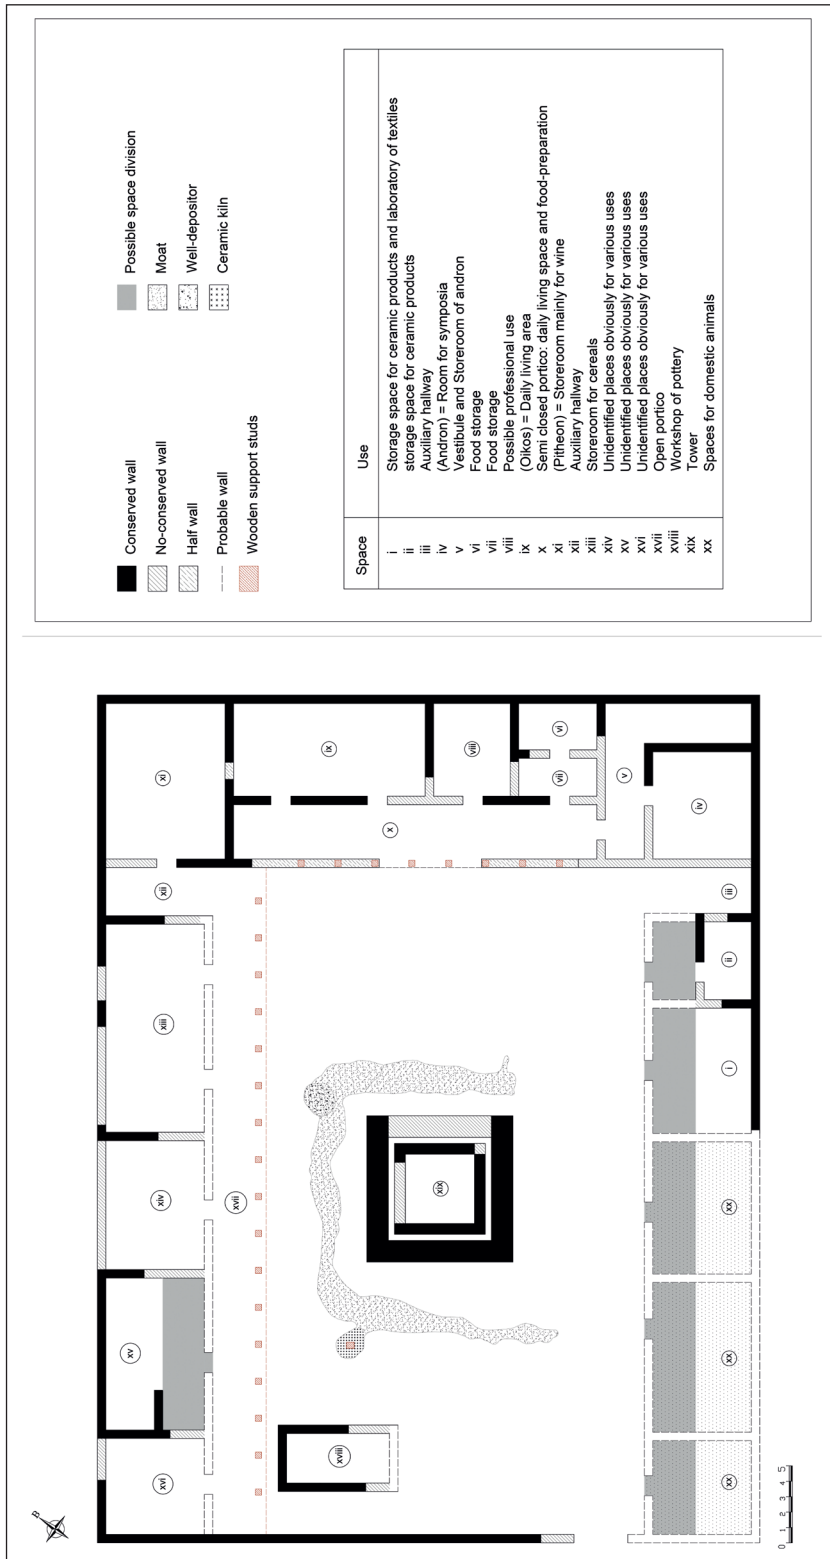 Conserved wall
No-conserved wall
Half wall
Probable wall
Wooden support studs
Possible space division
Moat
Well-depositor
Ceramic kiln
Space Use
i Storage space for ceramic products and laboratory of textiles
ii storage space for ceramic products
iii Auxiliary hallway
iv (Andron) = Room for symposia
v Vestibule and Storeroom of andron
vi Food storage
vii Food storage
viii Possible professional use
ix (Oikos) = Daily living area
x Semi closed portico: daily living space and food-preparation
xi (Pitheon) = Storeroom mainly for wine
xii Auxiliary hallway
xiii Storeroom for cereals
xiv Unidentified places obviously for various uses
xv Unidentified places obviously for various uses
xvi Unidentified places obviously for various uses
xvii Open portico
xviii Workshop of pottery
xix Tower
xx Spaces for domestic animals
B
xvi
xv
xiv
xiii
xii
xi
xvii
xviii
xix
x
ix
viii
vii
vi
v
iv
xx
xx
xx
i
ii
iii
0 1 2 3 4 5